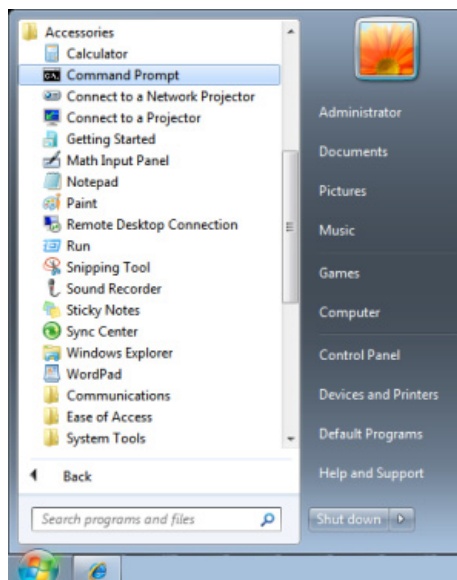 Accessories
Calculator
Command Prompt
Connect to a Network Projector
Connect to a Projector
Getting Started
Math Input Panel
Notepad
Paint
Remote Desktop Connection
Run
Snipping Tool
Sound Recorder
Sticky Notes
Sync Center
Windows Explorer
WordPad
Communications
Ease of Access
System Tools
Back
Search programs and files
Administrator
Documents
Pictures
Music
Games
Computer
Control Panel
Devices and Printers
Default Programs
Help and Support
Shut down